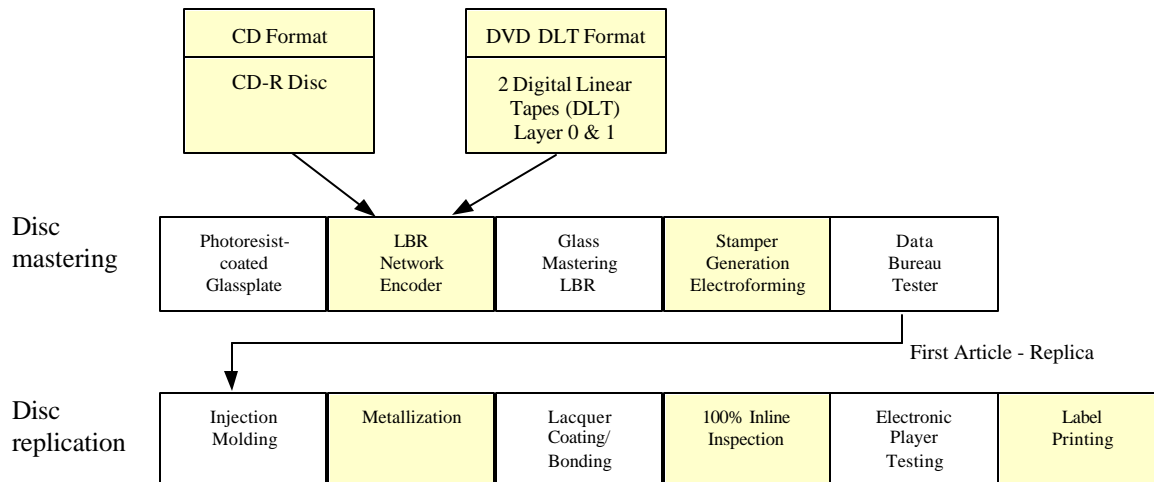 CD Format
CD-R Disc
DVD DLT Format
2 Digital Linear
Tapes (DLT)
Layer 0 & 1
Disc
mastering
Photoresist-
coated
Glassplate
LBR
Network
Encoder
Glass
Mastering
LBR
Stamper
Generation
Electroforming
Data
Bureau
Tester
First Article - Replica
Disc
replication
Injection
Molding
Metallization
Lacquer
Coating/
Bonding
100% Inline
Inspection
Electronic
Player
Testing
Label
Printing